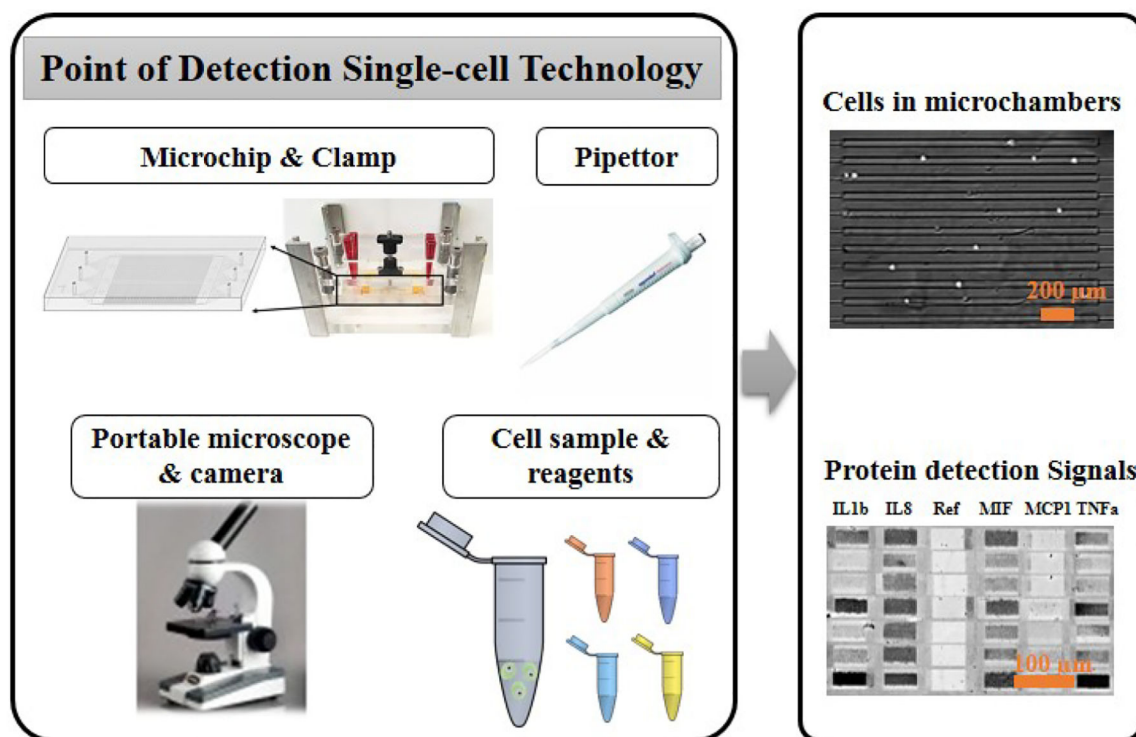 Point of Detection Single-cell Technology
Microchip & Clamp
Pipettor
Portable microscope
& camera
Cell sample &
reagents
Cells in microchambers
200 µm
Protein detection Signals
IL1b IL8 Ref MIF MCP1 TNFa
100 µm